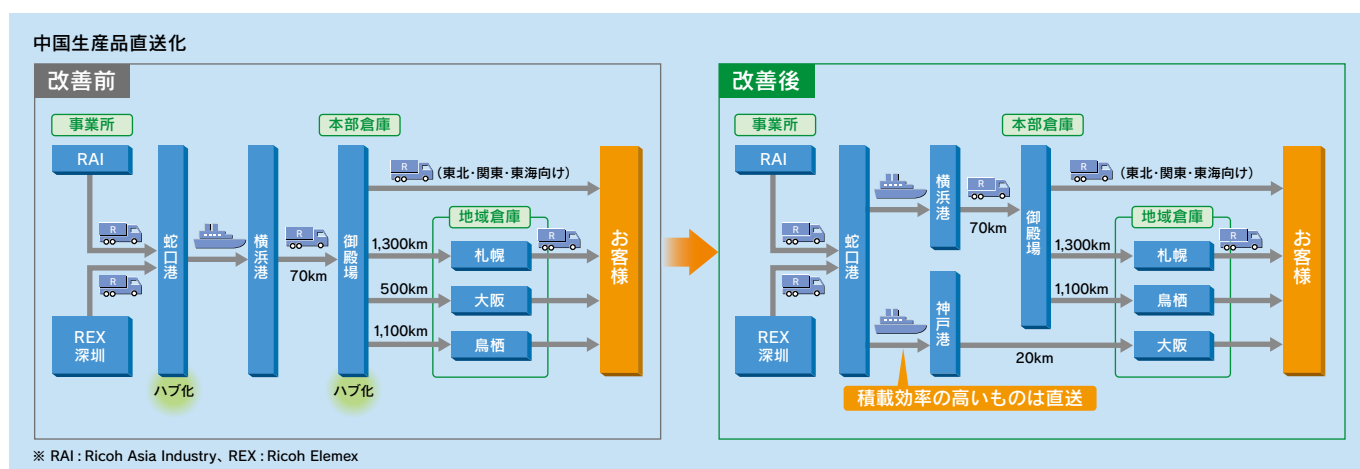 中国生産品直送化
改善前
事業所
本部倉庫
RAI
R
(東北・関東・東海向け)
R
蛇口港
横浜港
R
70km
御殿場
地域倉庫
1,300km
札幌
R
500km
大阪
1,100km
鳥栖
お客様
R
REX
深圳
ハブ化
ハブ化
改善後
事業所
本部倉庫
RAI
R
(東北・関東・東海向け)
横浜港
R
70km
御殿場
R
蛇口港
地域倉庫
1,300km
札幌
R
1,100km
鳥栖
お客様
R
REX
深圳
神戸港
20km
大阪
積載効率の高いものは直送
※ RAI : Ricoh Asia Industry、REX : Ricoh Elemex